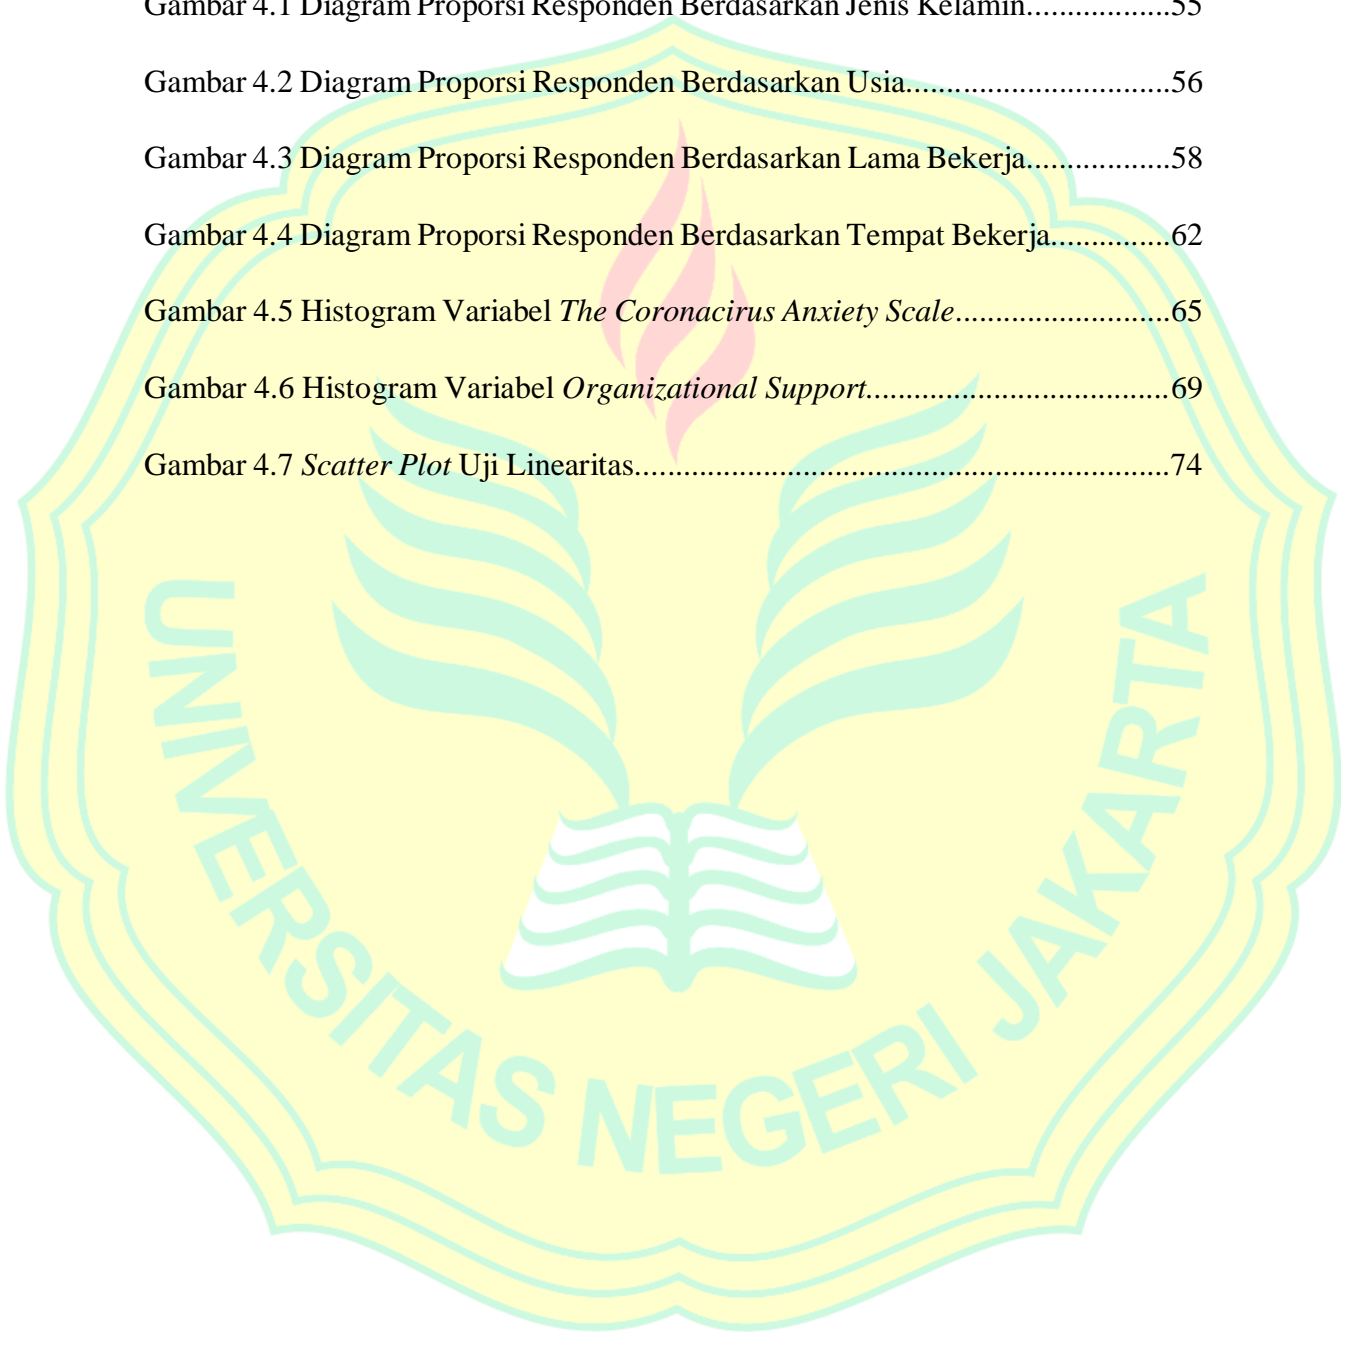 Gambar 4.1 Diagram Proporsi Responden Berdasarkan Jenis Kelamin..................55
Gambar 4.2 Diagram Proporsi Responden Berdasarkan Usia.................................56
Gambar 4.3 Diagram Proporsi Responden Berdasarkan Lama Bekerja..................58
Gambar 4.4 Diagram Proporsi Responden Berdasarkan Tempat Bekerja...............62
Gambar 4.5 Histogram Variabel The Coronacirus Anxiety Scale...........................65
Gambar 4.6 Histogram Variabel Organizational Support......................................69
Gambar 4.7 Scatter Plot Uji Linearitas...................................................................74
UNIVERSITAS NEGERI JAKARTA